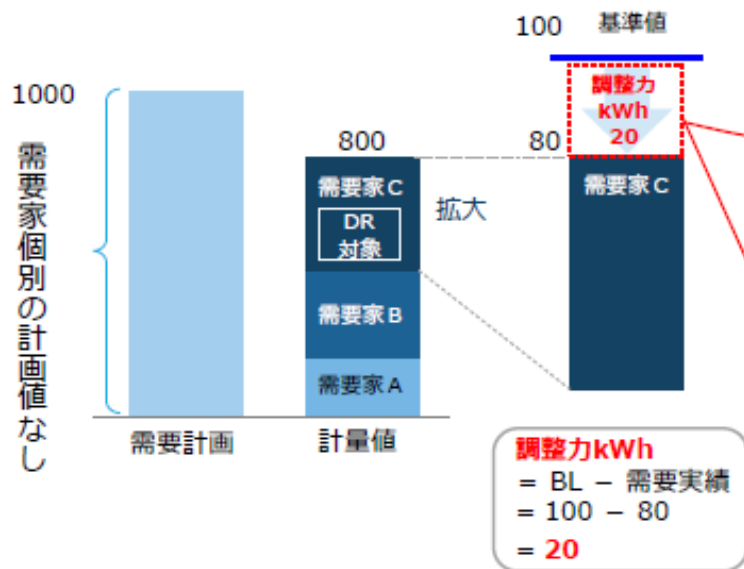 100
基準値
1000
需要家個別の計画値なし
800
需要家C
DR
対象
需要家B
需要家A
拡大
80
調整力
kWh
20
需要家C
需要計画
計量値
調整力kWh
= BL − 需要実績
= 100 − 80
= 20